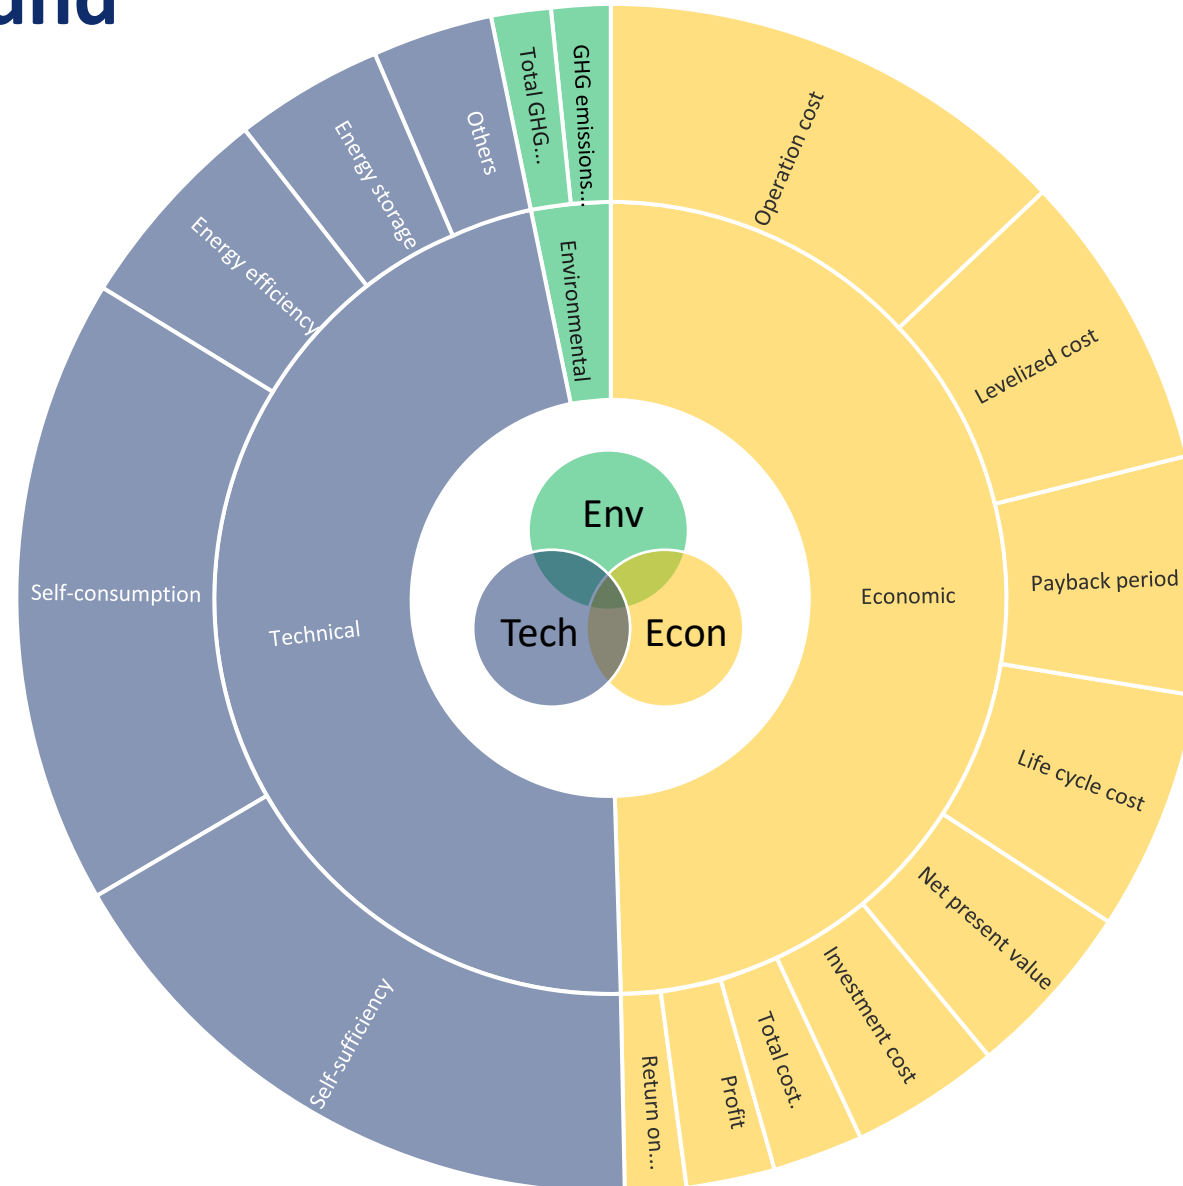 und
Total GHG...
GHG emissions...
Operation cost
Others
Energy storage
Energy efficiency
Environmental
Levelized cost
Env
Payback period
Self-consumption
Economic
Technical
Tech
Econ
Life cycle cost
Net present value
Investment cost
Total cost.
Profit
Return on...
Self-sufficiency